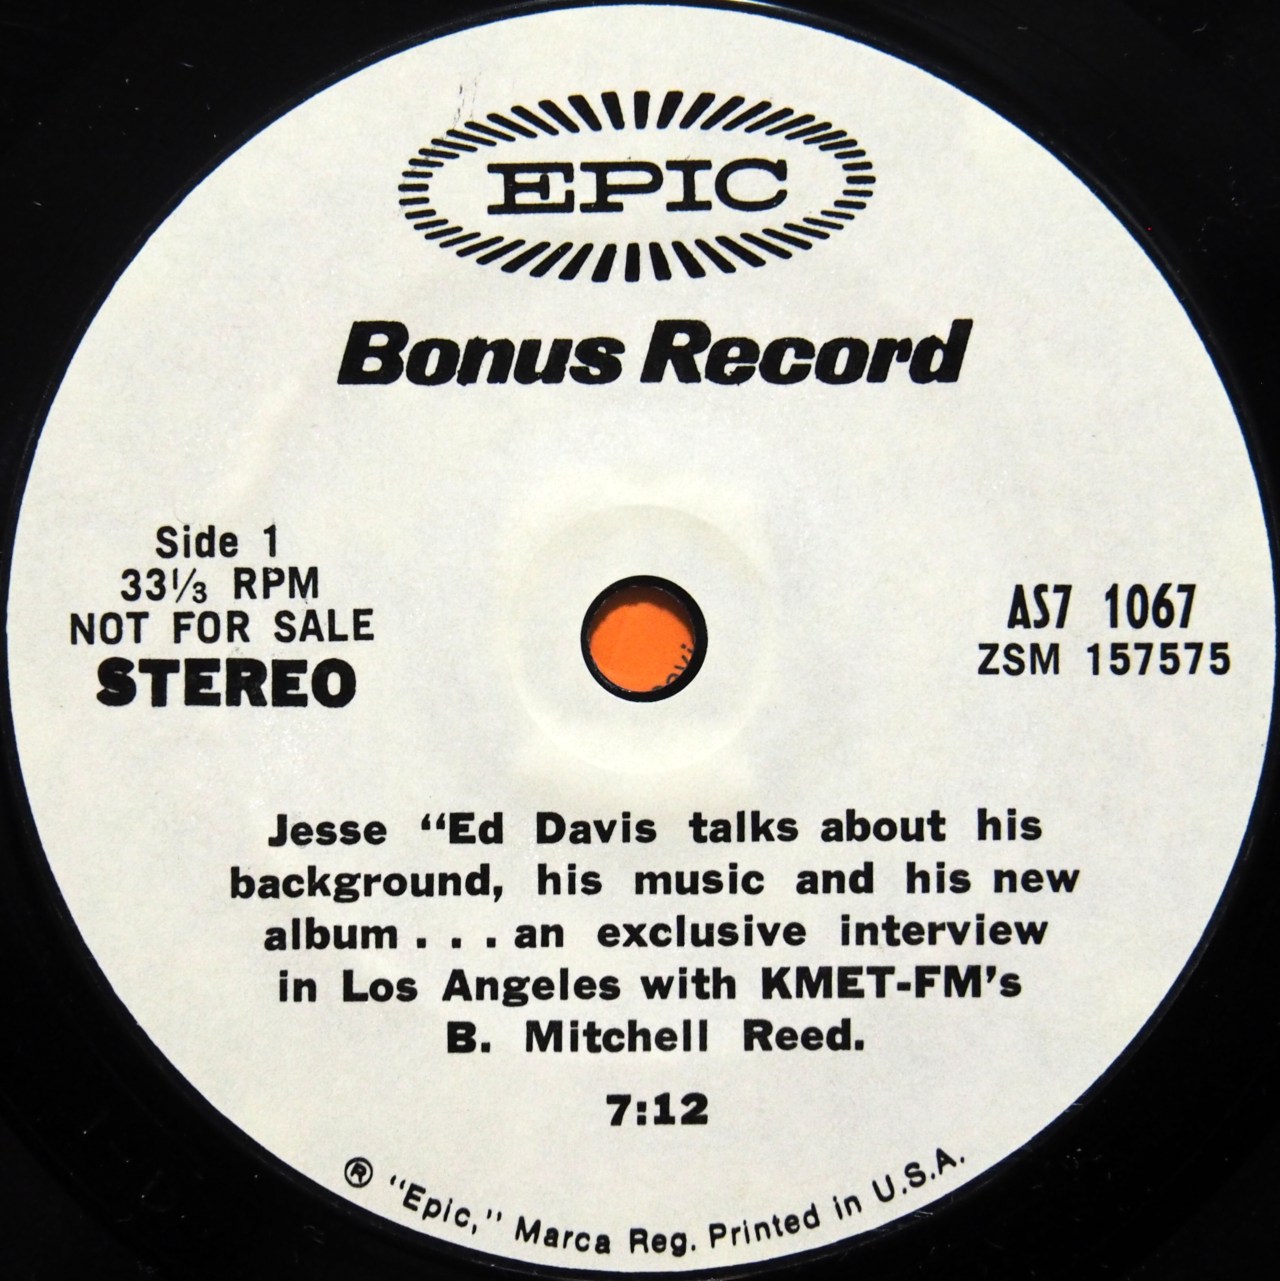 EPIC
Bonus Record
Side 1
33⅓ RPM
NOT FOR SALE
STEREO
AS7 1067
ZSM 157575
Jesse “Ed Davis talks about his
background, his music and his new
album . . . an exclusive interview
in Los Angeles with KMET-FM’s
B. Mitchell Reed.
7:12
® “Epic,” Marca Reg. Printed in U.S.A.